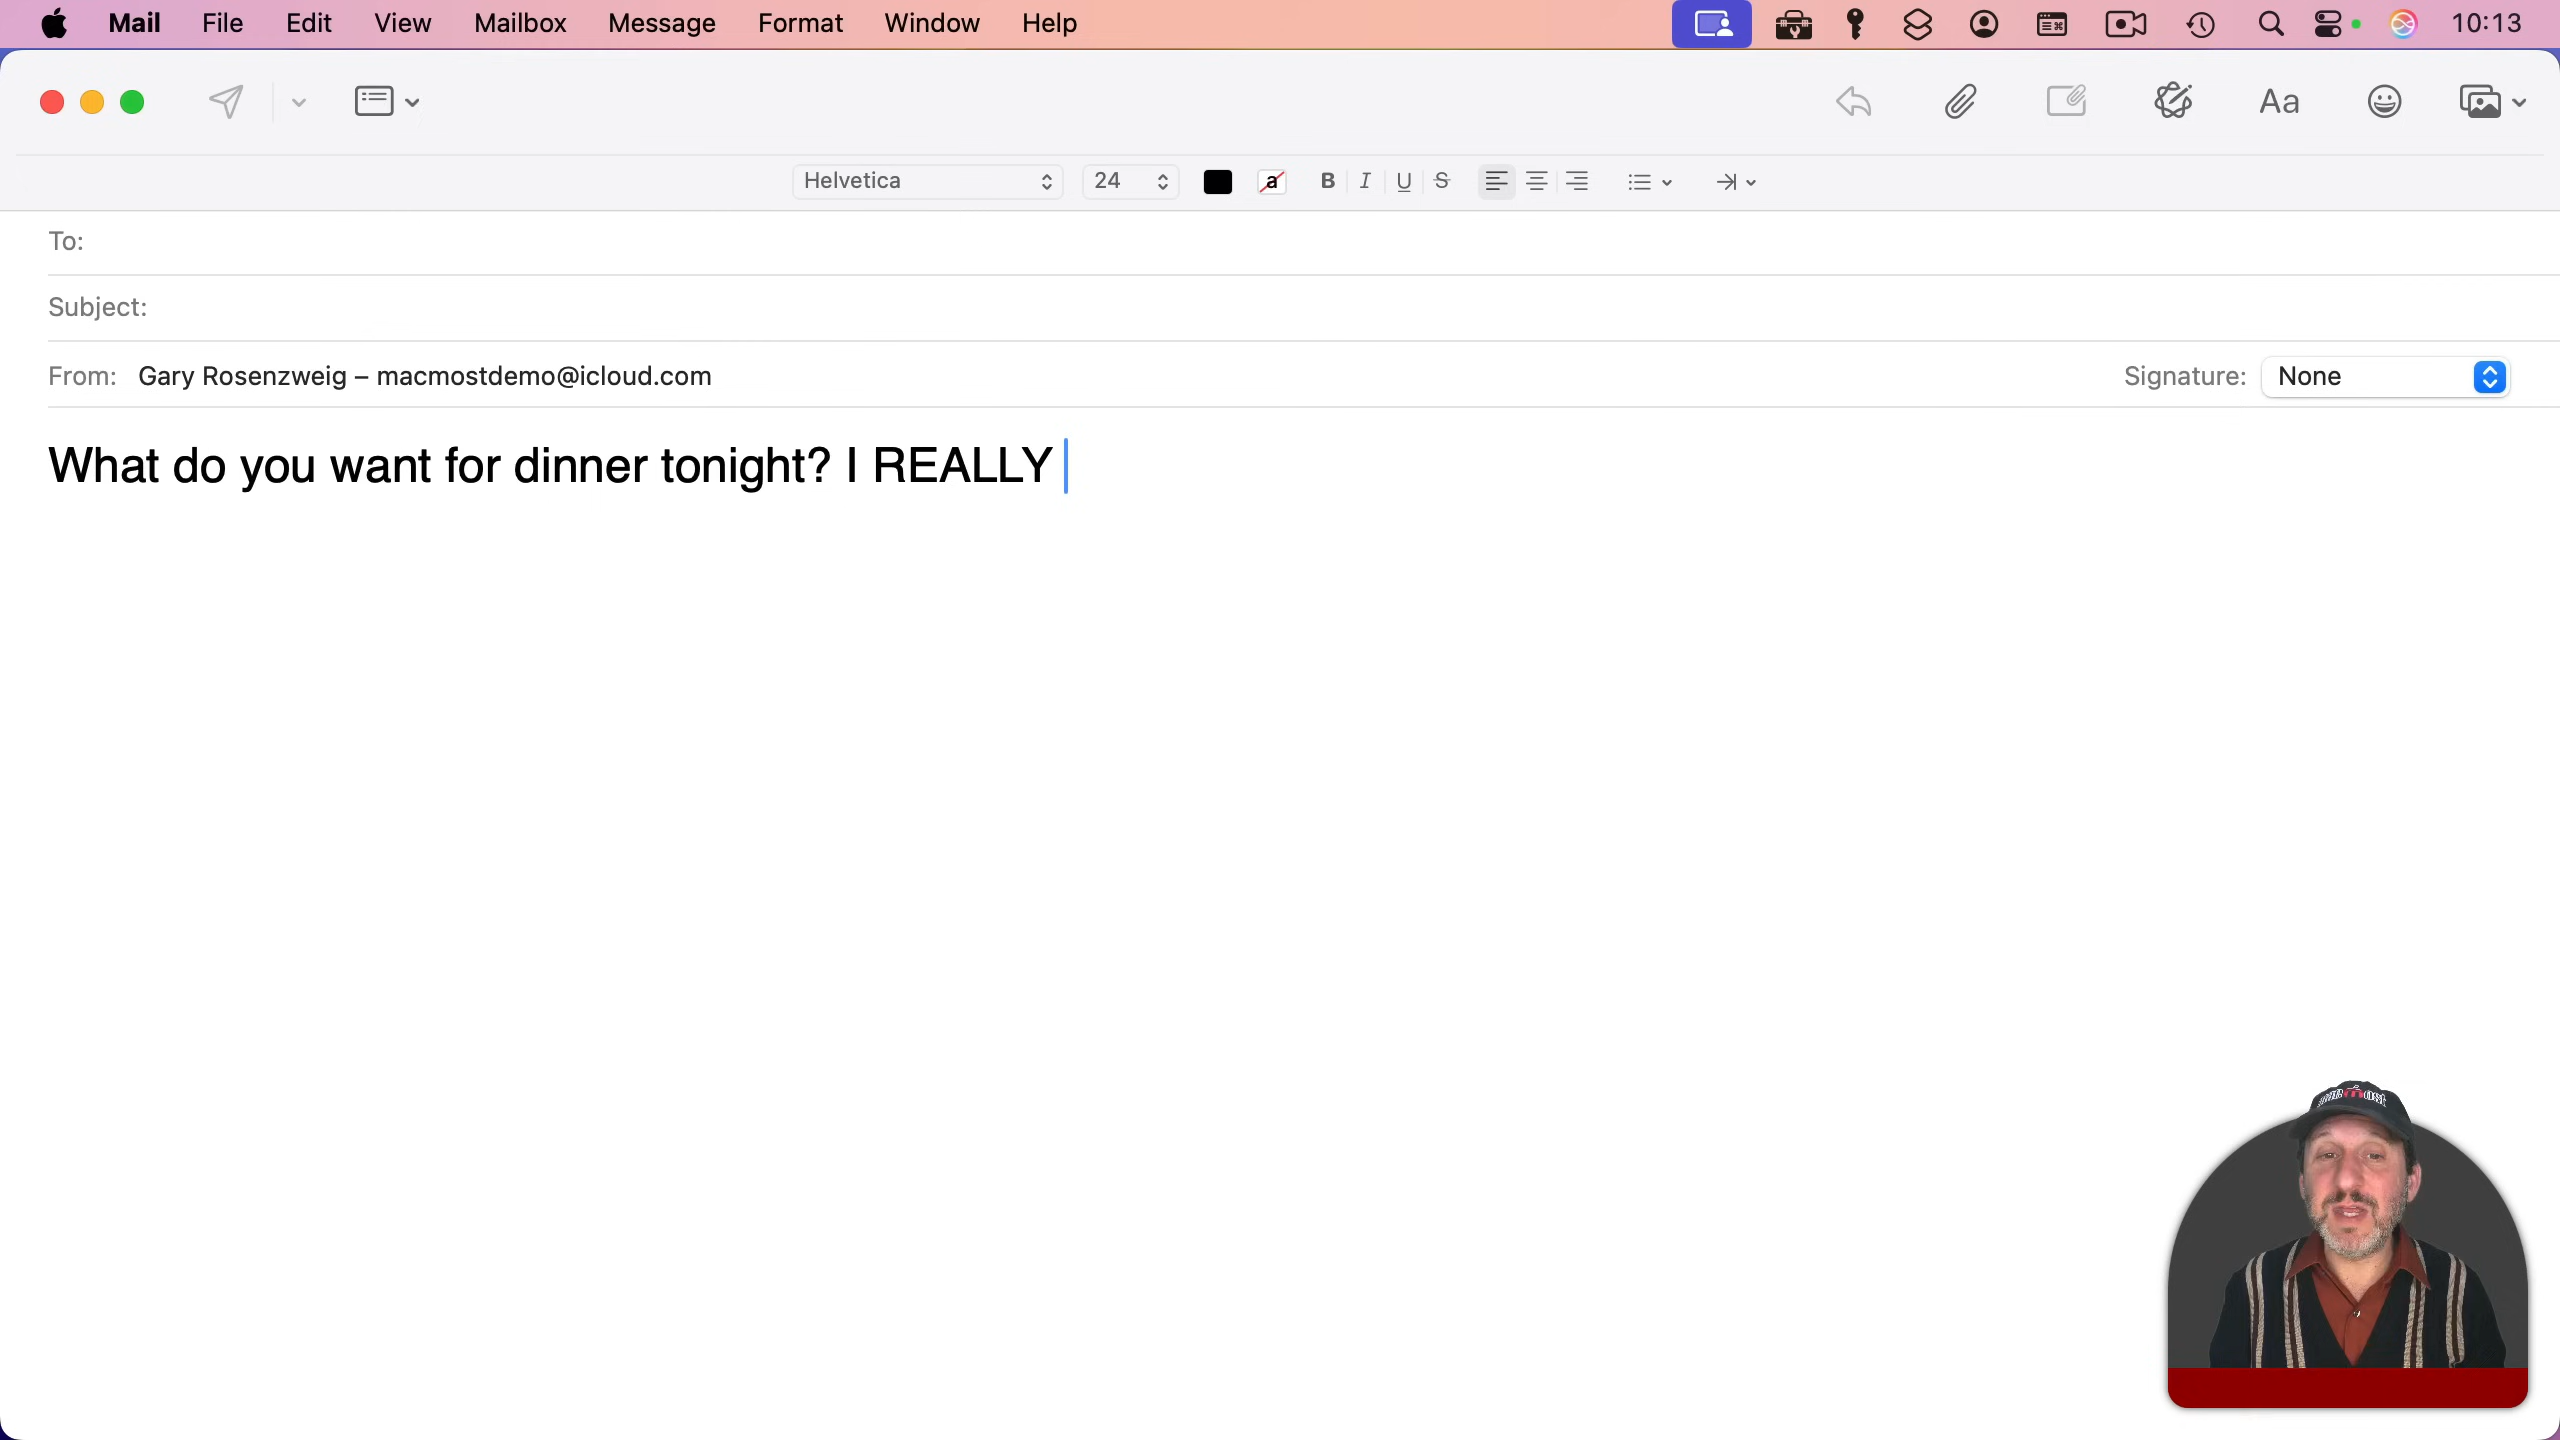 Mail File Edit View Mailbox Message Format Window Help 10:13
Aa
Helvetica 24 a B I U S
To:
Subject:
From: Gary Rosenzweig – macmostdemo@icloud.com Signature: None
What do you want for dinner tonight? I REALLY